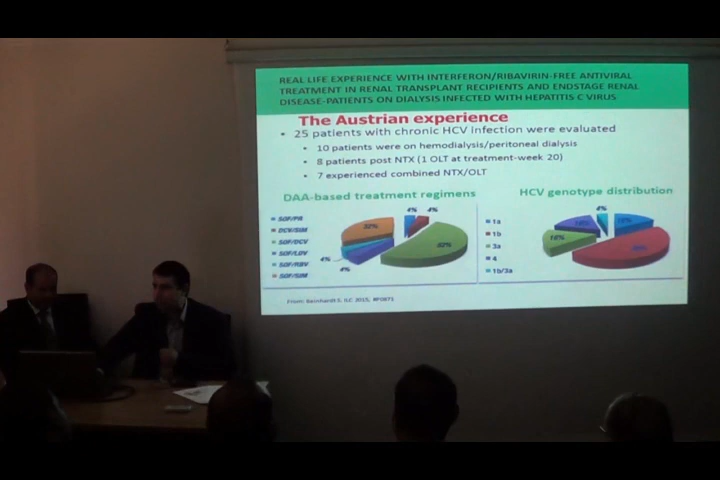 REAL LIFE EXPERIENCE WITH INTERFERON/RIBAVIRIN-FREE ANTIVIRAL
TREATMENT IN RENAL TRANSPLANT RECIPIENTS AND ENDSTAGE RENAL
DISEASE-PATIENTS ON DIALYSIS INFECTED WITH HEPATITIS C VIRUS
The Austrian experience
• 25 patients with chronic HCV infection were evaluated
• 10 patients were on hemodialysis/peritoneal dialysis
• 8 patients post NTX (1 OLT at treatment-week 20)
• 7 experienced combined NTX/OLT
DAA-based treatment regimens
SOF/PR
DCV/SIM
SOF/DCV
SOF/LDV
SOF/RBV
SOF/SIM
4%
4%
32%
52%
4%
4%
HCV genotype distribution
1a
1b
3a
4
1b/3a
4%
16%
From: Beinhardt S. ILC 2015,